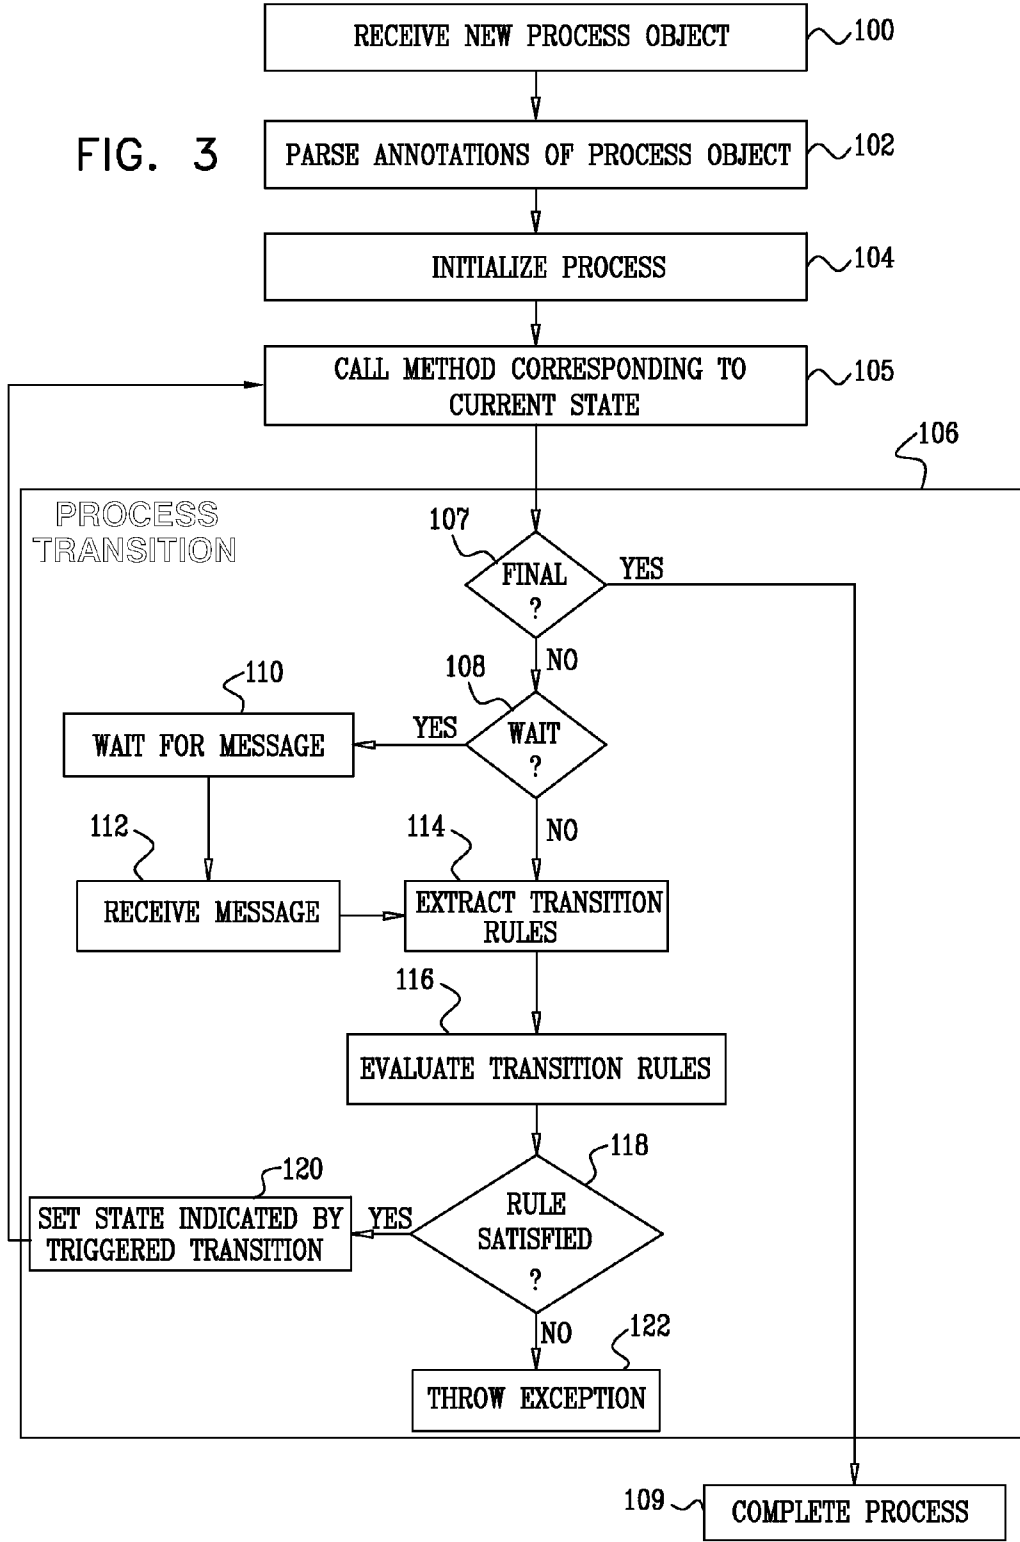 RECEIVE NEW PROCESS OBJECT
100
FIG. 3
PARSE ANNOTATIONS OF PROCESS OBJECT
102
INITIALIZE PROCESS
104
CALL METHOD CORRESPONDING TO
CURRENT STATE
105
106
PROCESS
TRANSITION
107
FINAL
?
YES
NO
108
WAIT
?
YES
110
WAIT FOR MESSAGE
NO
112
RECEIVE MESSAGE
114
EXTRACT TRANSITION
RULES
116
EVALUATE TRANSITION RULES
118
RULE
SATISFIED
?
YES
120
SET STATE INDICATED BY
TRIGGERED TRANSITION
NO
122
THROW EXCEPTION
109
COMPLETE PROCESS